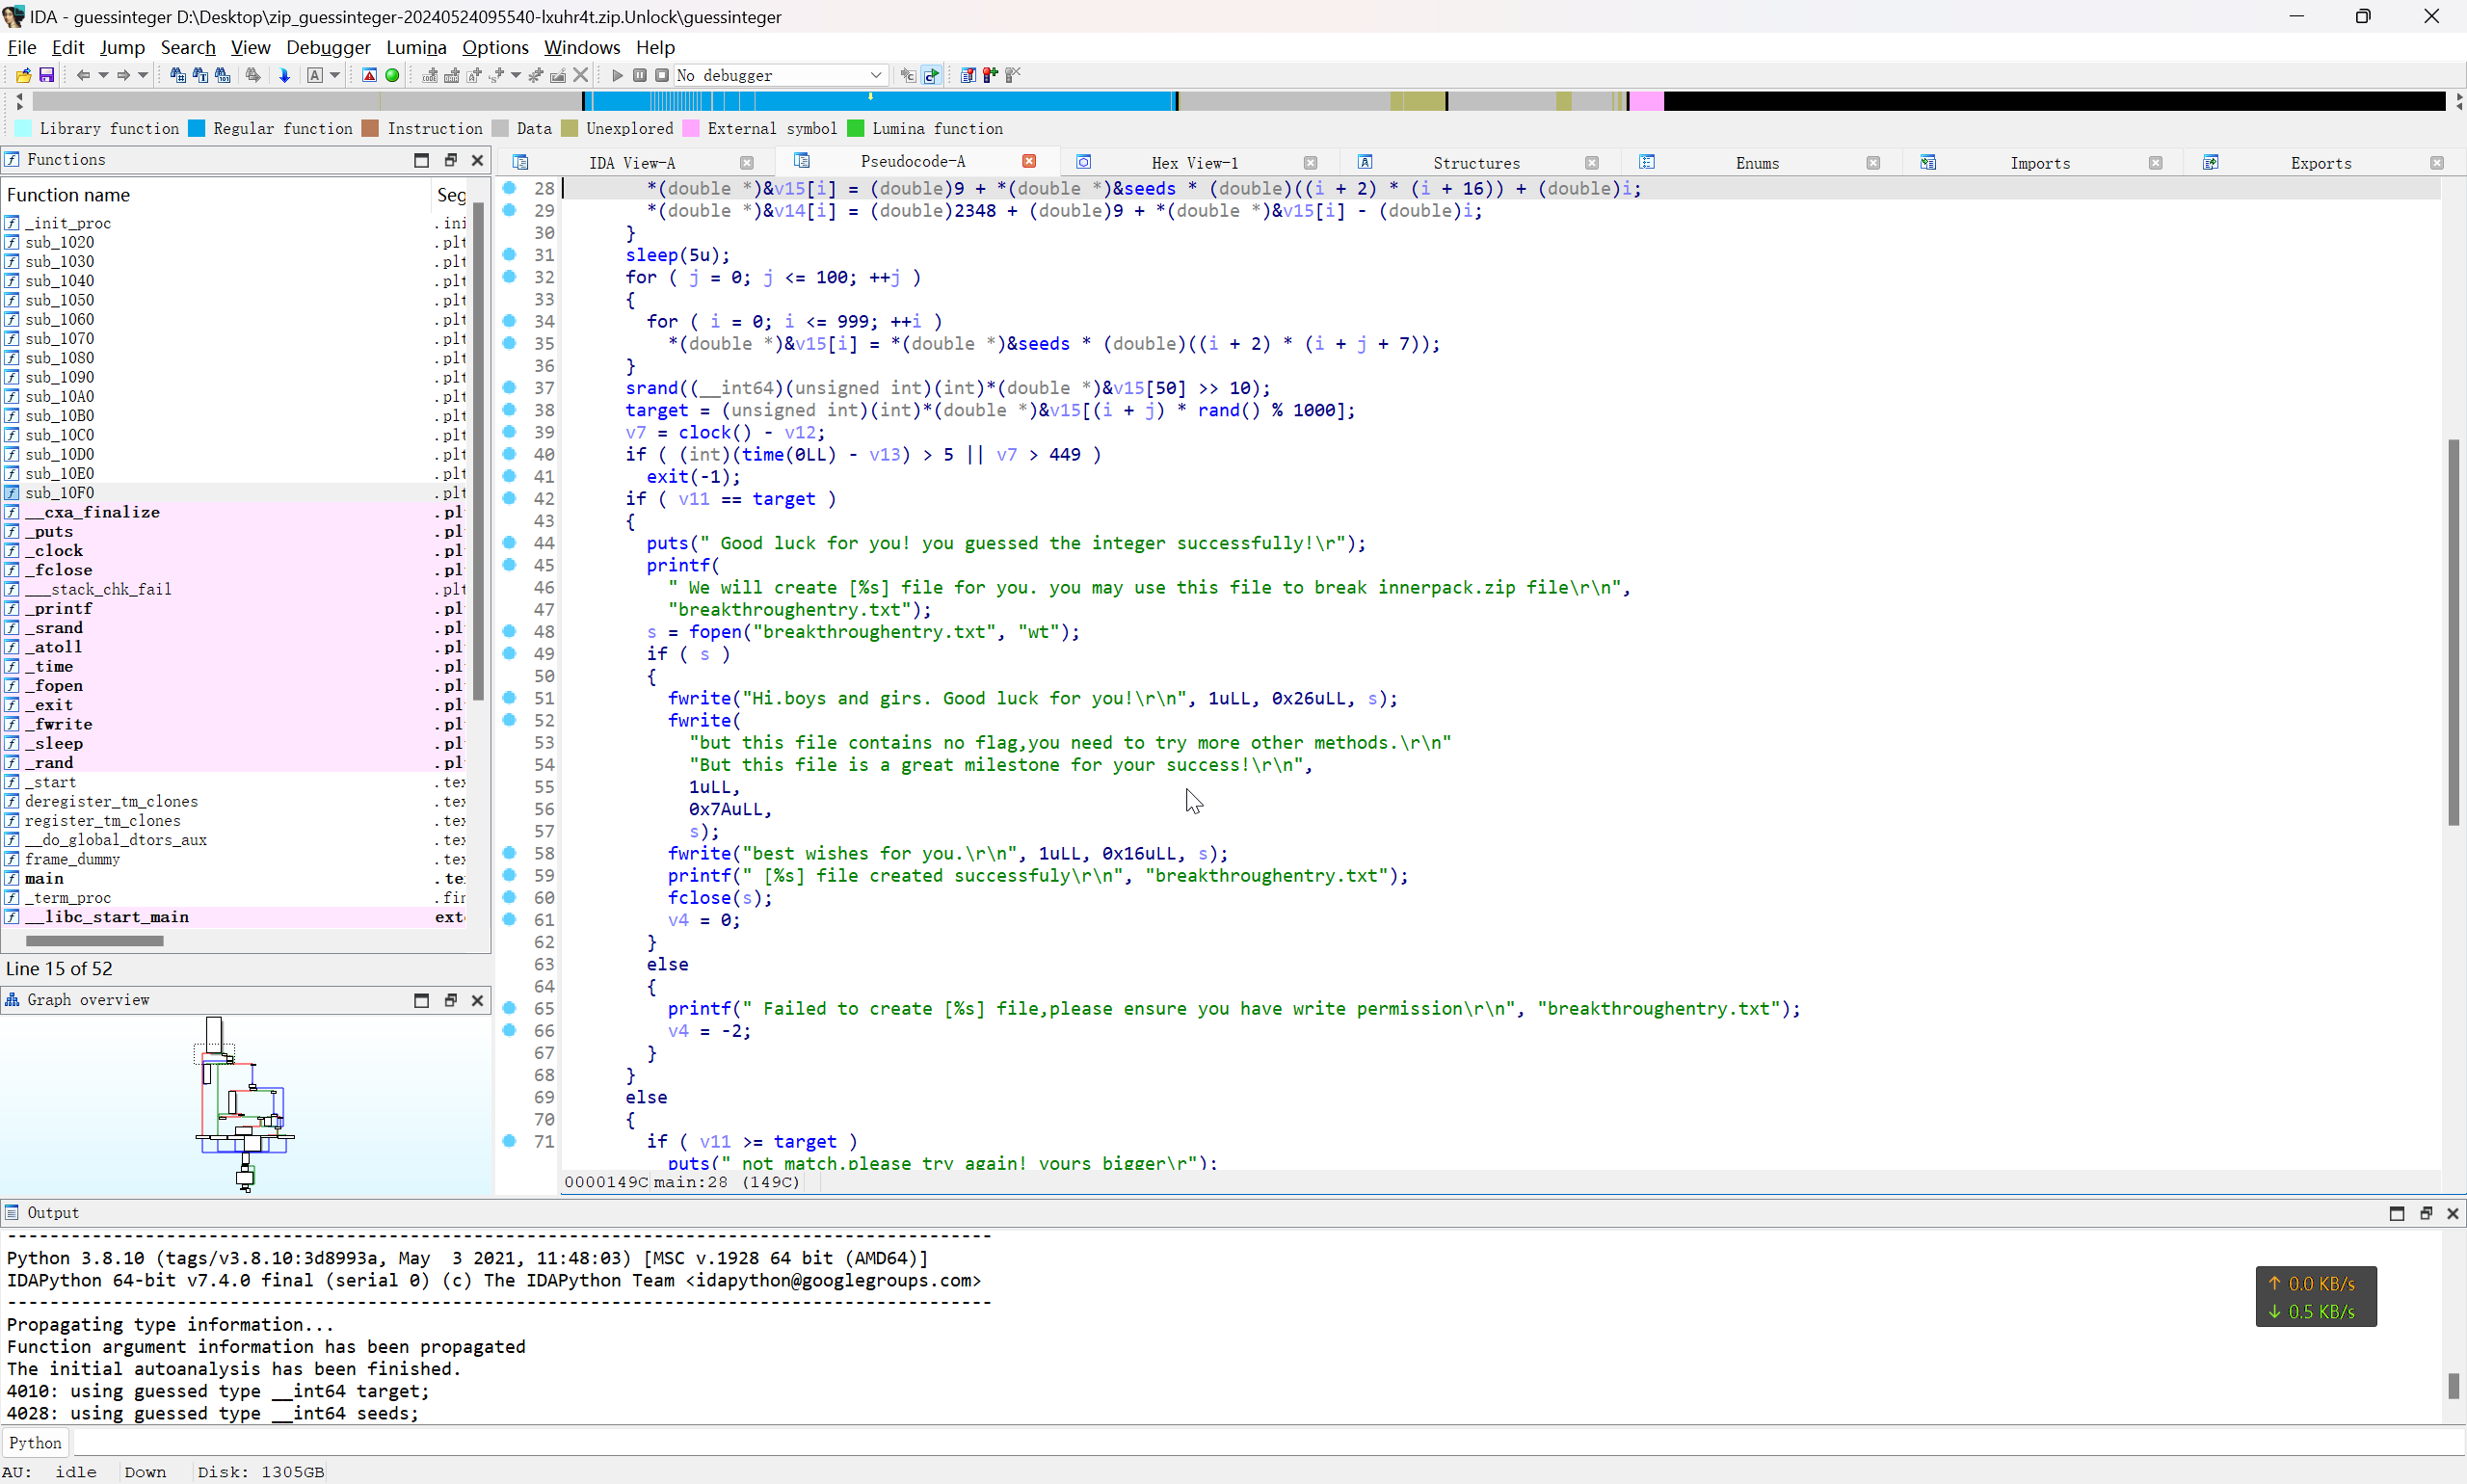 IDA - guessinteger D:\Desktop\zip_guessinteger-20240524095540-lxuhr4t.zip.Unlock\guessinteger
File Edit Jump Search View Debugger Lumina Options Windows Help
No debugger
Library function Regular function Instruction Data Unexplored External symbol Lumina function
Functions
Function name Seg
_init_proc .ini
sub_1020 .plt
sub_1030 .plt
sub_1040 .plt
sub_1050 .plt
sub_1060 .plt
sub_1070 .plt
sub_1080 .plt
sub_1090 .plt
sub_10A0 .plt
sub_10B0 .plt
sub_10C0 .plt
sub_10D0 .plt
sub_10E0 .plt
sub_10F0 .plt
__cxa_finalize .pl
_puts .pl
_clock .pl
_fclose .pl
___stack_chk_fail .plt
_printf .pl
_srand .pl
_atoll .pl
_time .pl
_fopen .pl
_exit .pl
_fwrite .pl
_sleep .pl
_rand .pl
_start .tex
deregister_tm_clones .tex
register_tm_clones .tex
__do_global_dtors_aux .tex
frame_dummy .tex
main .te
_term_proc .fin
__libc_start_main ext
Line 15 of 52
Graph overview
IDA View-A Pseudocode-A Hex View-1 Structures Enums Imports Exports
28 *(double *)&v15[i] = (double)9 + *(double *)&seeds * (double)((i + 2) * (i + 16)) + (double)i;
29 *(double *)&v14[i] = (double)2348 + (double)9 + *(double *)&v15[i] - (double)i;
30 }
31 sleep(5u);
32 for ( j = 0; j <= 100; ++j )
33 {
34 for ( i = 0; i <= 999; ++i )
35 *(double *)&v15[i] = *(double *)&seeds * (double)((i + 2) * (i + j + 7));
36 }
37 srand((__int64)(unsigned int)(int)*(double *)&v15[50] >> 10);
38 target = (unsigned int)(int)*(double *)&v15[(i + j) * rand() % 1000];
39 v7 = clock() - v12;
40 if ( (int)(time(0LL) - v13) > 5 || v7 > 449 )
41 exit(-1);
42 if ( v11 == target )
43 {
44 puts(" Good luck for you! you guessed the integer successfully!\r");
45 printf(
46 " We will create [%s] file for you. you may use this file to break innerpack.zip file\r\n",
47 "breakthroughentry.txt");
48 s = fopen("breakthroughentry.txt", "wt");
49 if ( s )
50 {
51 fwrite("Hi.boys and girs. Good luck for you!\r\n", 1uLL, 0x26uLL, s);
52 fwrite(
53 "but this file contains no flag,you need to try more other methods.\r\n"
54 "But this file is a great milestone for your success!\r\n",
55 1uLL,
56 0x7AuLL,
57 s);
58 fwrite("best wishes for you.\r\n", 1uLL, 0x16uLL, s);
59 printf(" [%s] file created successfuly\r\n", "breakthroughentry.txt");
60 fclose(s);
61 v4 = 0;
62 }
63 else
64 {
65 printf(" Failed to create [%s] file,please ensure you have write permission\r\n", "breakthroughentry.txt");
66 v4 = -2;
67 }
68 }
69 else
70 {
71 if ( v11 >= target )
puts(" not match.please try again! yours bigger\r");
0000149C main:28 (149C)
Output
Python 3.8.10 (tags/v3.8.10:3d8993a, May  3 2021, 11:48:03) [MSC v.1928 64 bit (AMD64)]
IDAPython 64-bit v7.4.0 final (serial 0) (c) The IDAPython Team <idapython@googlegroups.com>
Propagating type information...
Function argument information has been propagated
The initial autoanalysis has been finished.
4010: using guessed type __int64 target;
4028: using guessed type __int64 seeds;
↑ 0.0 KB/s
↓ 0.5 KB/s
Python
AU: idle Down Disk: 1305GB